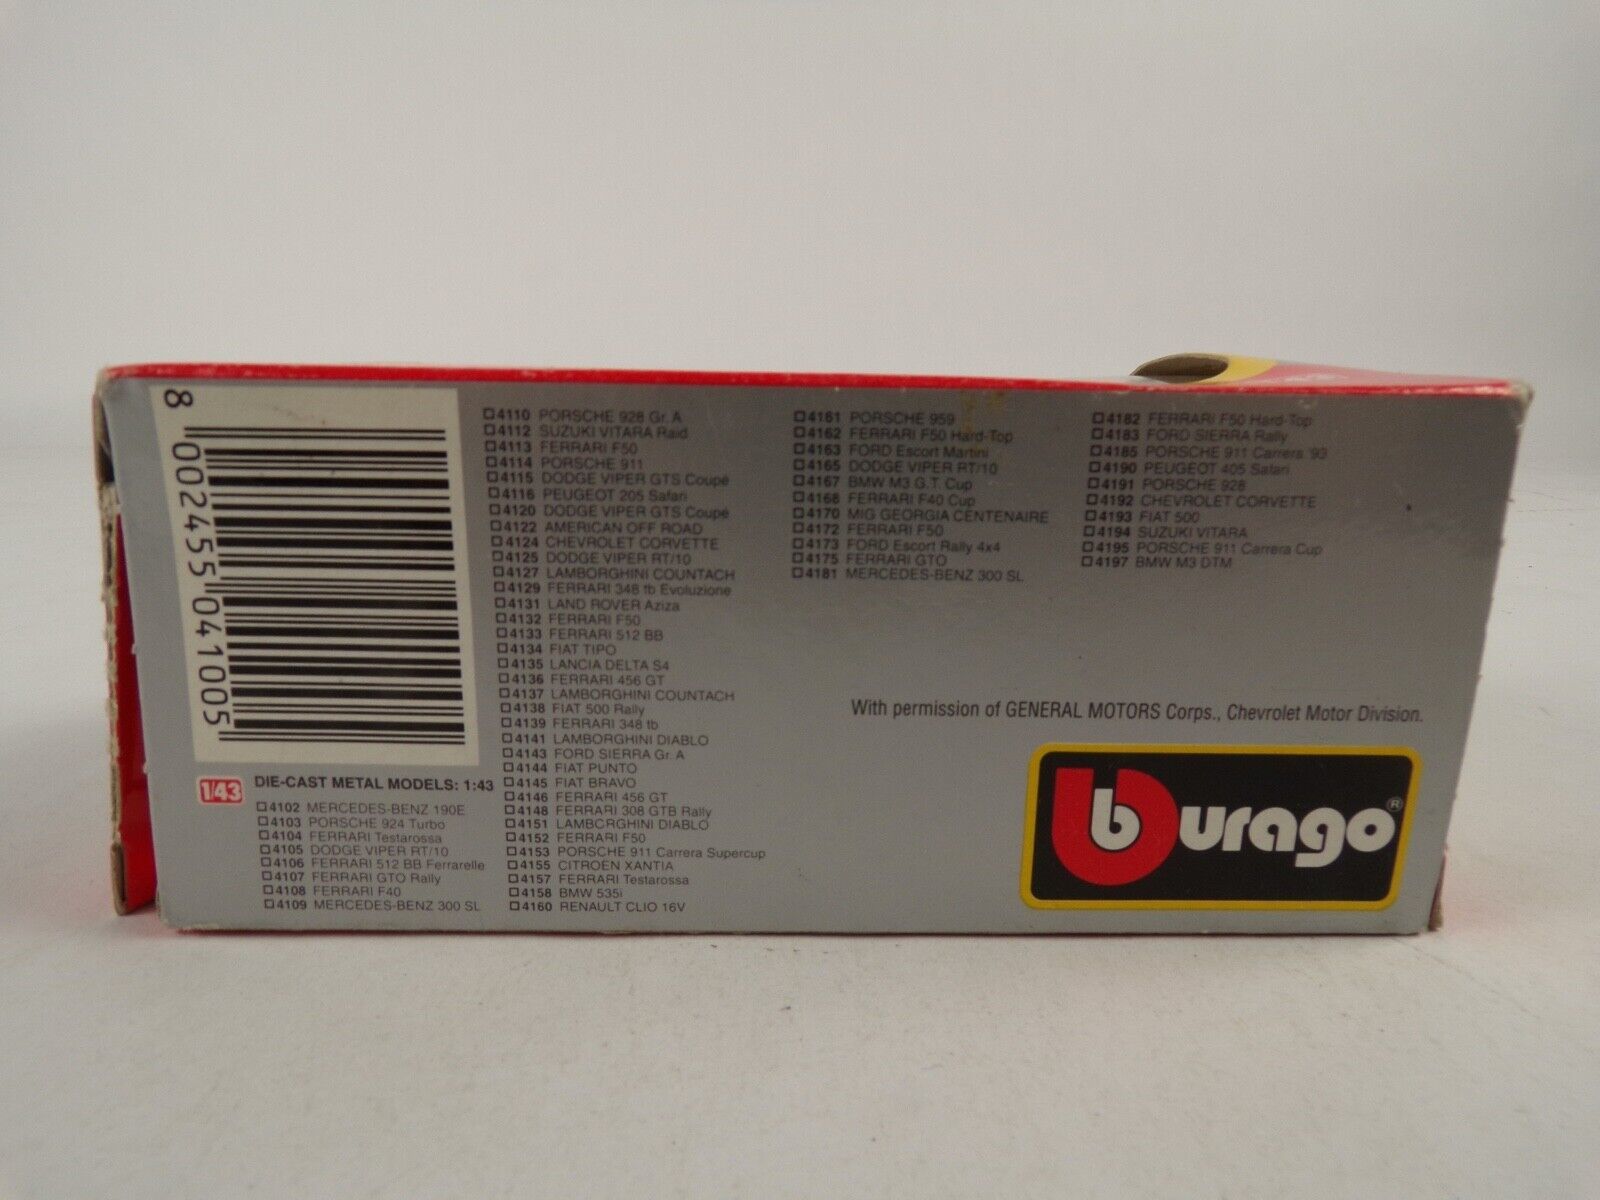 8 002455 041005
1/43 DIE-CAST METAL MODELS: 1:43
4102 MERCEDES-BENZ 190E
4103 PORSCHE 924 Turbo
4104 FERRARI Testarossa
4105 DODGE VIPER RT/10
4106 FERRARI 512 BB Ferrarelle
4107 FERRARI GTO Rally
4108 FERRARI F40
4109 MERCEDES-BENZ 300 SL
4110 PORSCHE 928 Gr. A
4112 SUZUKI VITARA Raid
4113 FERRARI F50
4114 PORSCHE 911
4115 DODGE VIPER GTS Coupé
4116 PEUGEOT 205 Safari
4120 DODGE VIPER GTS Coupé
4122 AMERICAN OFF ROAD
4124 CHEVROLET CORVETTE
4125 DODGE VIPER RT/10
4127 LAMBORGHINI COUNTACH
4129 FERRARI 348 tb Evoluzione
4131 LAND ROVER Aziza
4132 FERRARI F50
4133 FERRARI 512 BB
4134 FIAT TIPO
4135 LANCIA DELTA S4
4136 FERRARI 456 GT
4137 LAMBORGHINI COUNTACH
4138 FIAT 500 Rally
4139 FERRARI 348 tb
4141 LAMBORGHINI DIABLO
4143 FORD SIERRA Gr. A
4144 FIAT PUNTO
4145 FIAT BRAVO
4146 FERRARI 456 GT
4148 FERRARI 308 GTB Rally
4151 LAMBORGHINI DIABLO
4152 FERRARI F50
4153 PORSCHE 911 Carrera Supercup
4155 CITROEN XANTIA
4157 FERRARI Testarossa
4158 BMW 535i
4160 RENAULT CLIO 16V
4161 PORSCHE 959
4162 FERRARI F50 Hard-Top
4163 FORD Escort Martini
4165 DODGE VIPER RT/10
4167 BMW M3 G.T. Cup
4168 FERRARI F40 Cup
4170 MIG GEORGIA CENTENAIRE
4172 FERRARI F50
4173 FORD Escort Rally 4x4
4175 FERRARI GTO
4181 MERCEDES-BENZ 300 SL
4182 FERRARI F50 Hard-Top
4183 FORD SIERRA Rally
4185 PORSCHE 911 Carrera '93
4190 PEUGEOT 405 Safari
4191 PORSCHE 928
4192 CHEVROLET CORVETTE
4193 FIAT 500
4194 SUZUKI VITARA
4195 PORSCHE 911 Carrera Cup
4197 BMW M3 DTM
With permission of GENERAL MOTORS Corps., Chevrolet Motor Division.
burago®